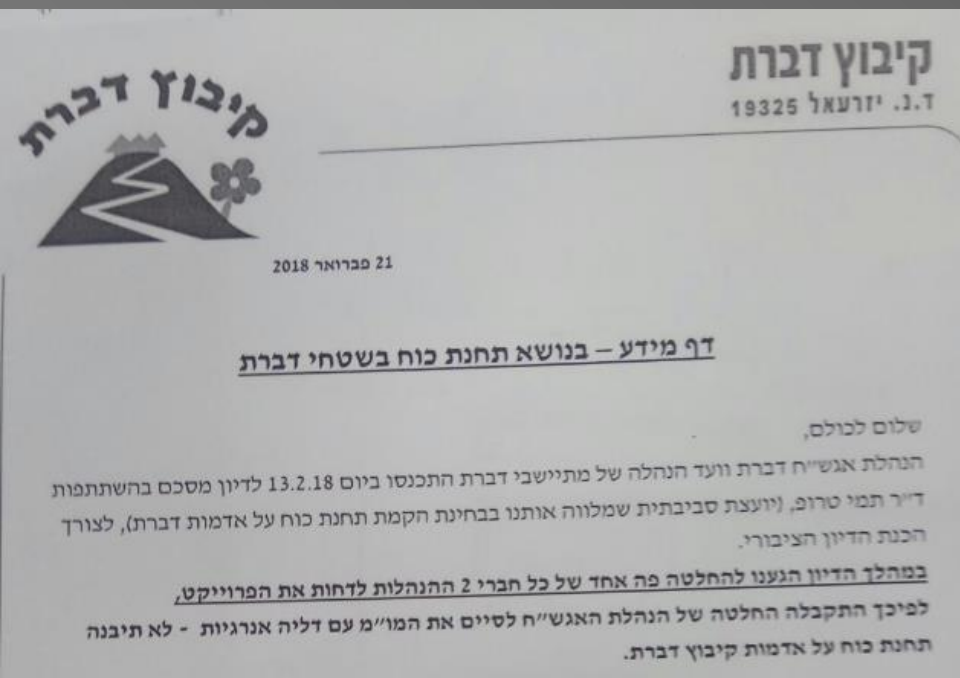 קיבוץ דברת
ד.נ. יזרעאל 19325
קיבוץ דברת
21 פברואר 2018
דף מידע – בנושא תחנת כוח בשטחי דברת
שלום לכולם,
הנהלת אגש״ח דברת וועד הנהלה של מתיישבי דברת התכנסו ביום 13.2.18 לדיון מסכם בהשתתפות
ד״ר תמי טרופ, (יועצת סביבתית שמלווה אותנו בבחינת הקמת תחנת כוח על אדמות דברת), לצורך
הכנת הדיון הציבורי.
במהלך הדיון הגענו להחלטה פה אחד של כל חברי 2 ההנהלות לדחות את הפרוייקט,
לפיכך התקבלה החלטה של הנהלת האגש״ח לסיים את המו״מ עם דליה אנרגיות - לא תיבנה
תחנת כוח על אדמות קיבוץ דברת.